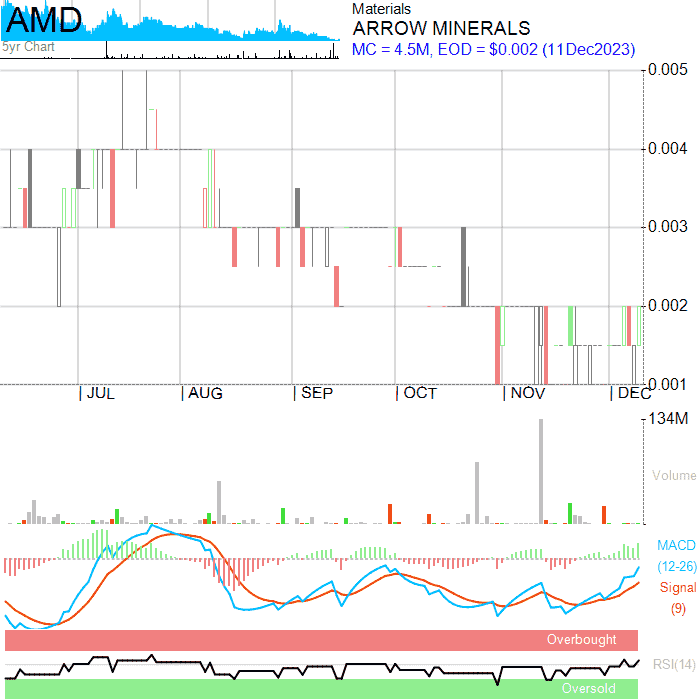 AMD
5yr Chart
Materials
ARROW MINERALS
MC = 4.5M, EOD = $0.002 (11Dec2023)
0.005
0.004
0.003
0.002
0.001
JUL AUG SEP OCT NOV DEC
134M
Volume
MACD
(12-26)
Signal
(9)
Overbought
RSI(14)
Oversold